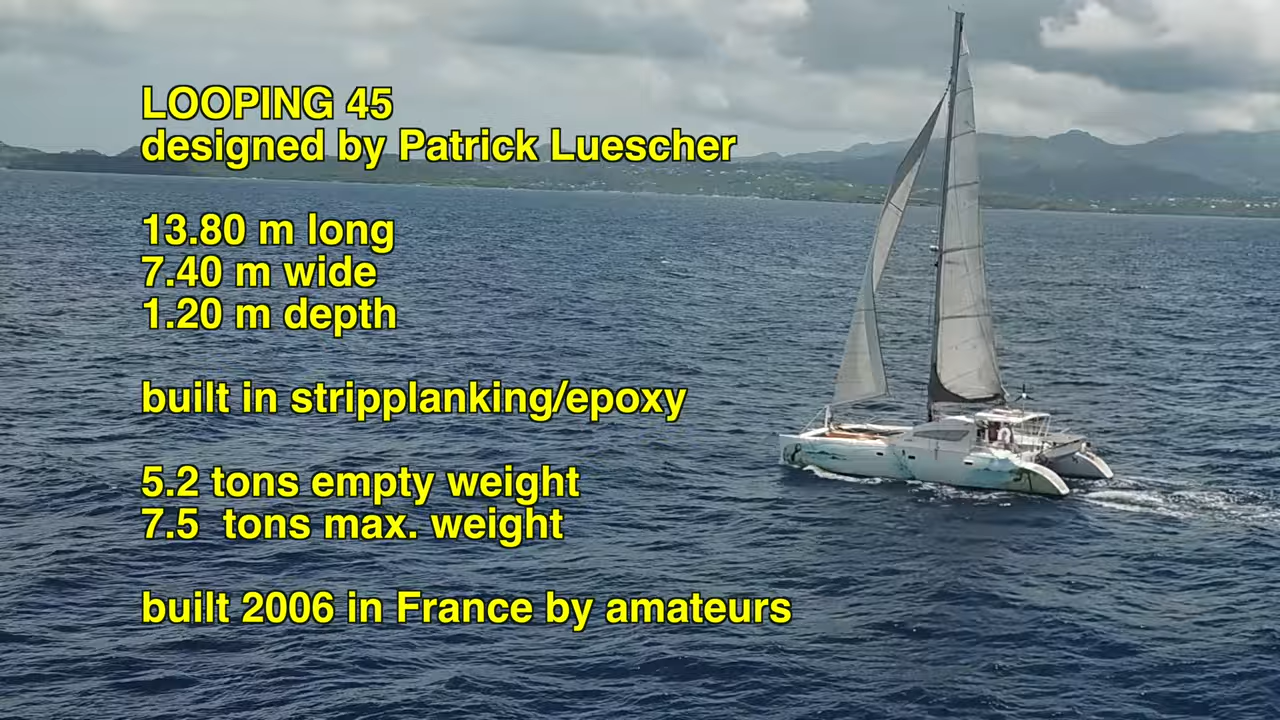 LOOPING 45
designed by Patrick Luescher
13.80 m long
7.40 m wide
1.20 m depth
built in stripplanking/epoxy
5.2 tons empty weight
7.5  tons max. weight
built 2006 in France by amateurs